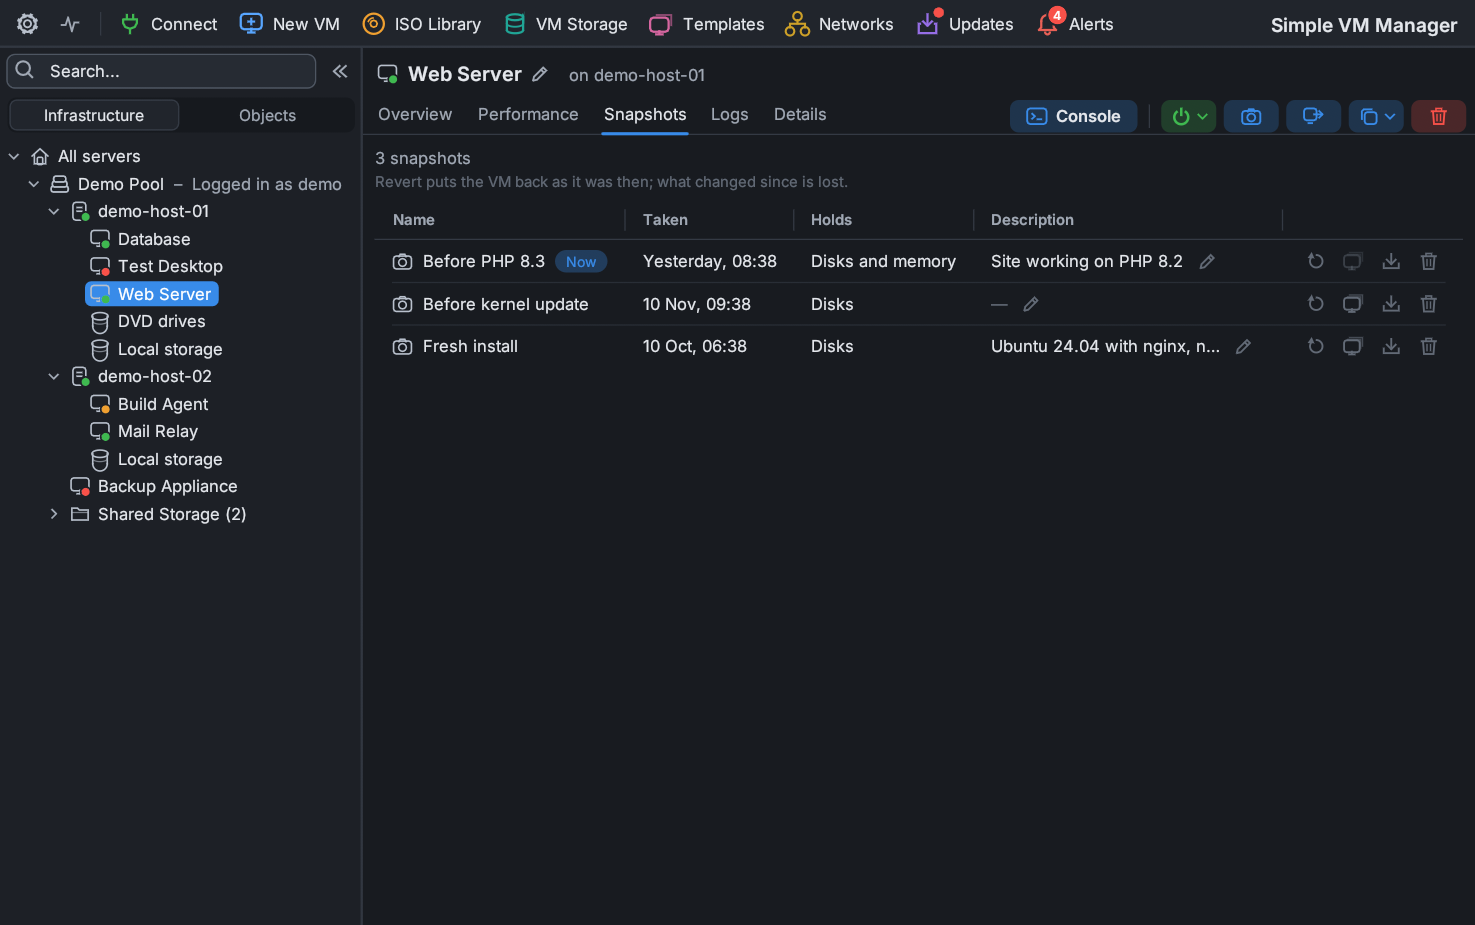 Connect New VM ISO Library VM Storage Templates Networks Updates 4 Alerts Simple VM Manager
Search...
Infrastructure Objects
All servers
Demo Pool – Logged in as demo
demo-host-01
Database
Test Desktop
Web Server
DVD drives
Local storage
demo-host-02
Build Agent
Mail Relay
Local storage
Backup Appliance
Shared Storage (2)
Web Server on demo-host-01
Overview Performance Snapshots Logs Details Console
3 snapshots
Revert puts the VM back as it was then; what changed since is lost.
Name Taken Holds Description
Before PHP 8.3 Now Yesterday, 08:38 Disks and memory Site working on PHP 8.2
Before kernel update 10 Nov, 09:38 Disks —
Fresh install 10 Oct, 06:38 Disks Ubuntu 24.04 with nginx, n...